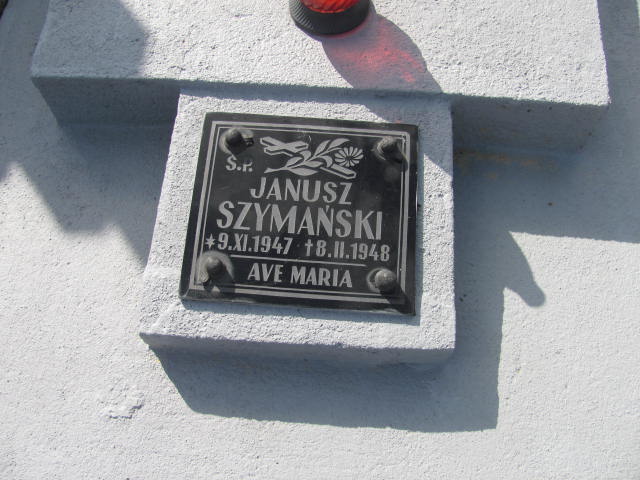 Ś.P.
JANUSZ
SZYMAŃSKI
*9.XI.1947 †8.II.1948
AVE MARIA